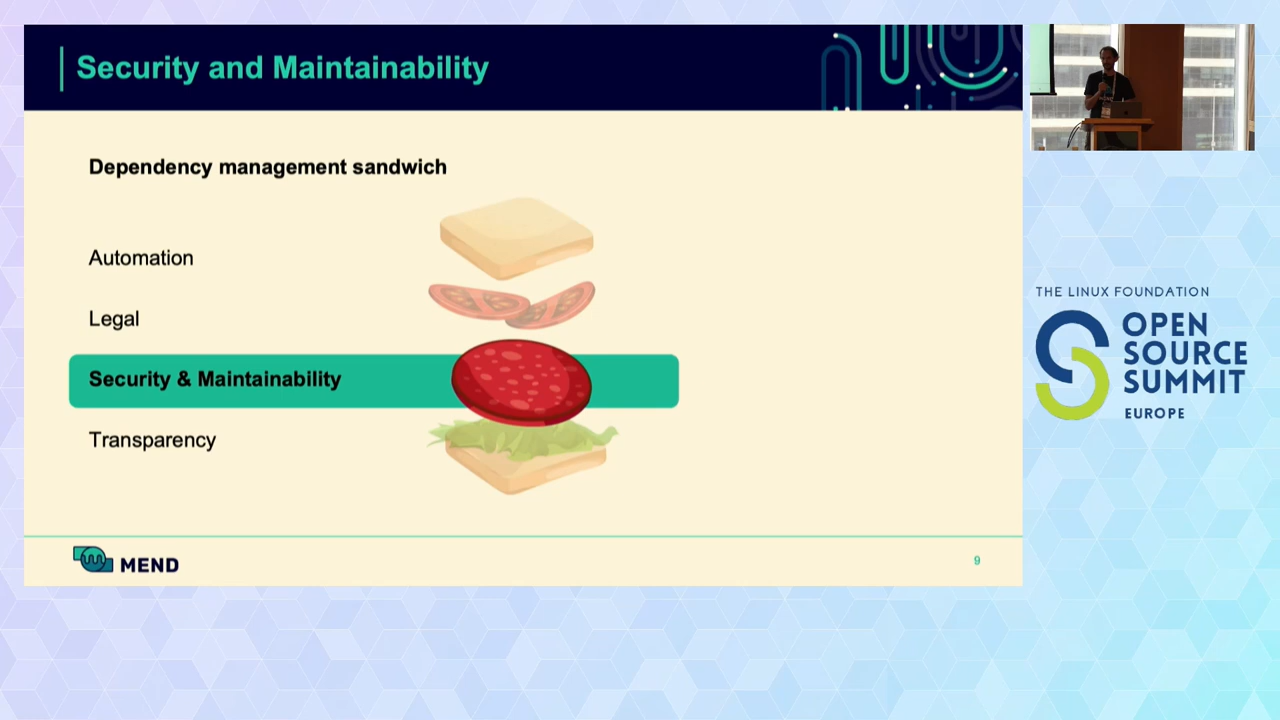 Security and Maintainability
Dependency management sandwich
Automation
Legal
Security & Maintainability
Transparency
MEND
9
THE LINUX FOUNDATION
OPEN
SOURCE
SUMMIT
EUROPE